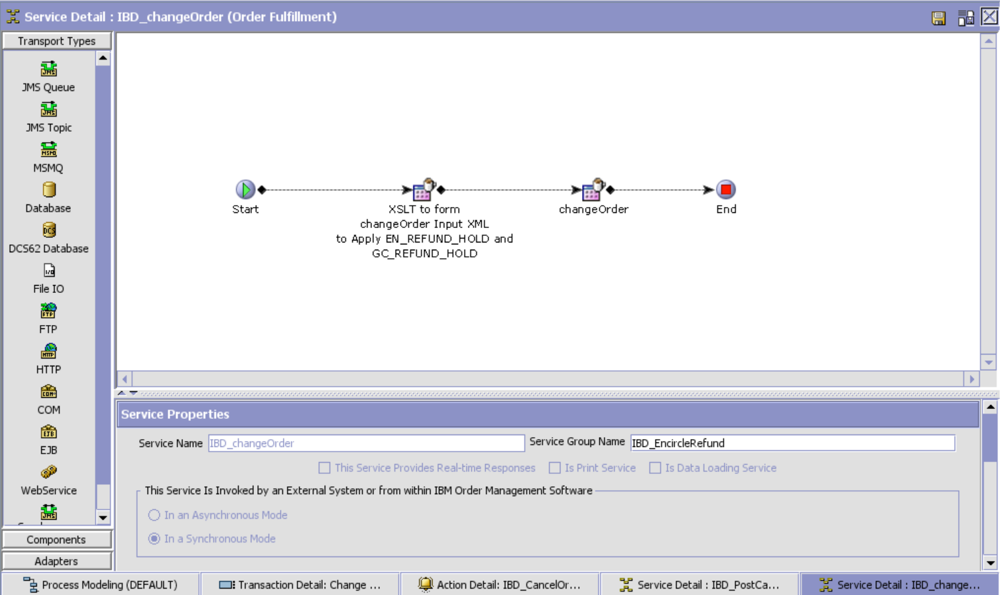 Service Detail : IBD_changeOrder (Order Fulfillment)
Transport Types
JMS Queue
JMS Topic
MSMQ
Database
DCS62 Database
File IO
FTP
HTTP
COM
EJB
WebService
Components
Adapters
Start
XSLT to form
changeOrder Input XML
to Apply EN_REFUND_HOLD and
GC_REFUND_HOLD
changeOrder
End
Service Properties
Service Name IBD_changeOrder Service Group Name IBD_EncircleRefund
This Service Provides Real-time Responses Is Print Service Is Data Loading Service
This Service Is Invoked by an External System or from within IBM Order Management Software
In an Asynchronous Mode
In a Synchronous Mode
Process Modeling (DEFAULT) Transaction Detail: Change ... Action Detail: IBD_CancelOr... Service Detail : IBD_PostCa... Service Detail : IBD_change...